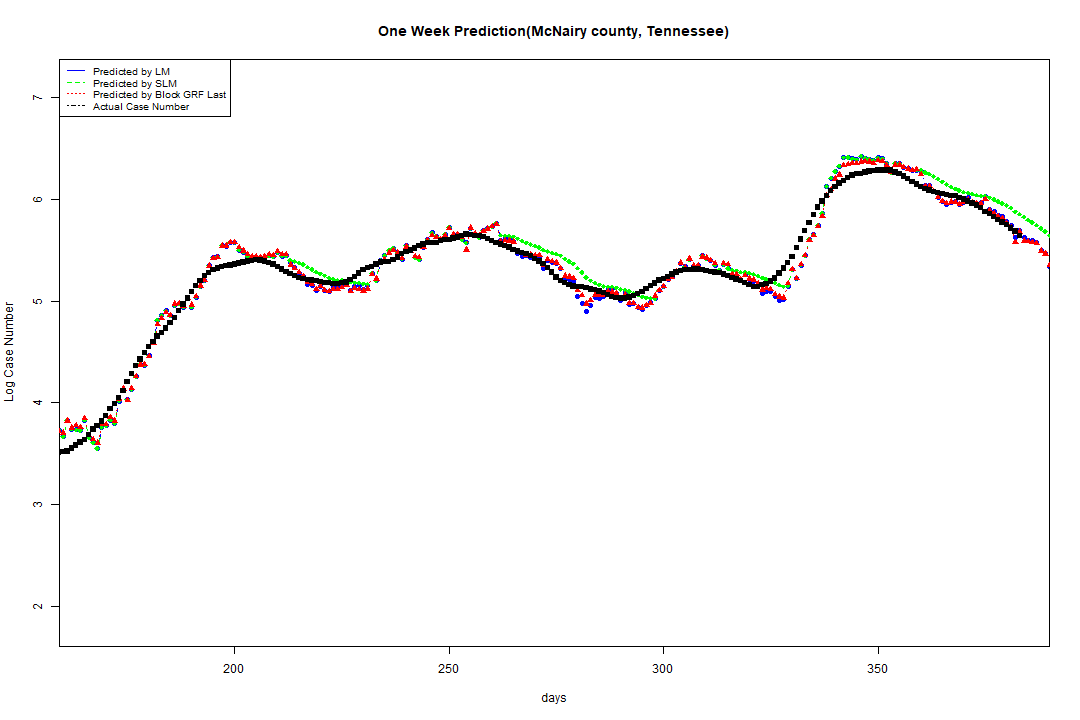 One Week Prediction(McNairy county, Tennessee)
Predicted by LM
Predicted by SLM
Predicted by Block GRF Last
Actual Case Number
7
6
5
4
3
2
Log Case Number
200 250 300 350
days